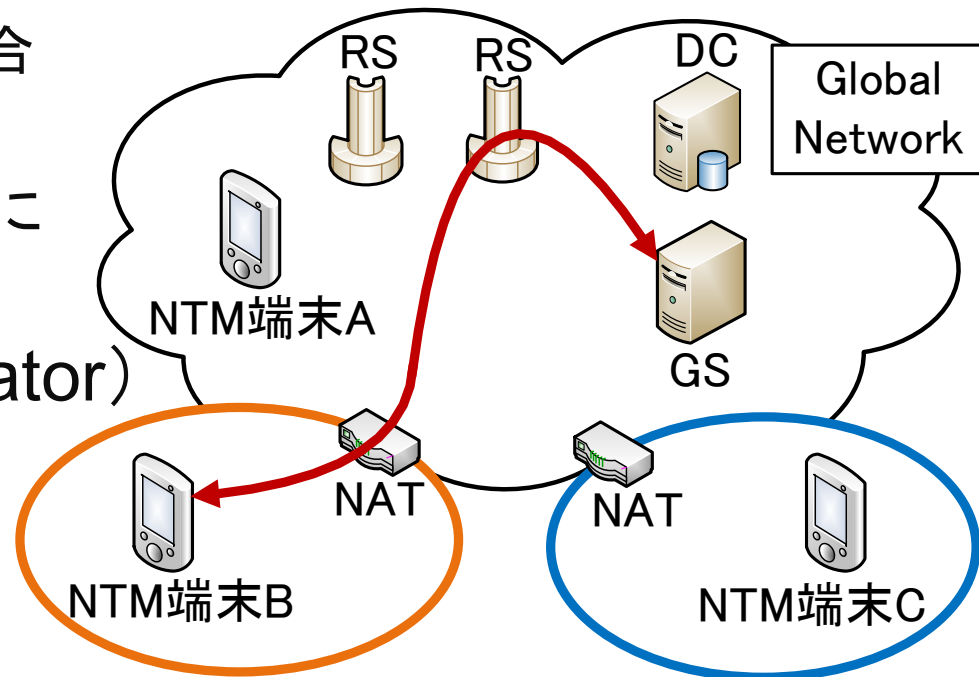 合
に
ator）
RS
RS
DC
Global
Network
NTM端末A
GS
NAT
NAT
NTM端末B
NTM端末C